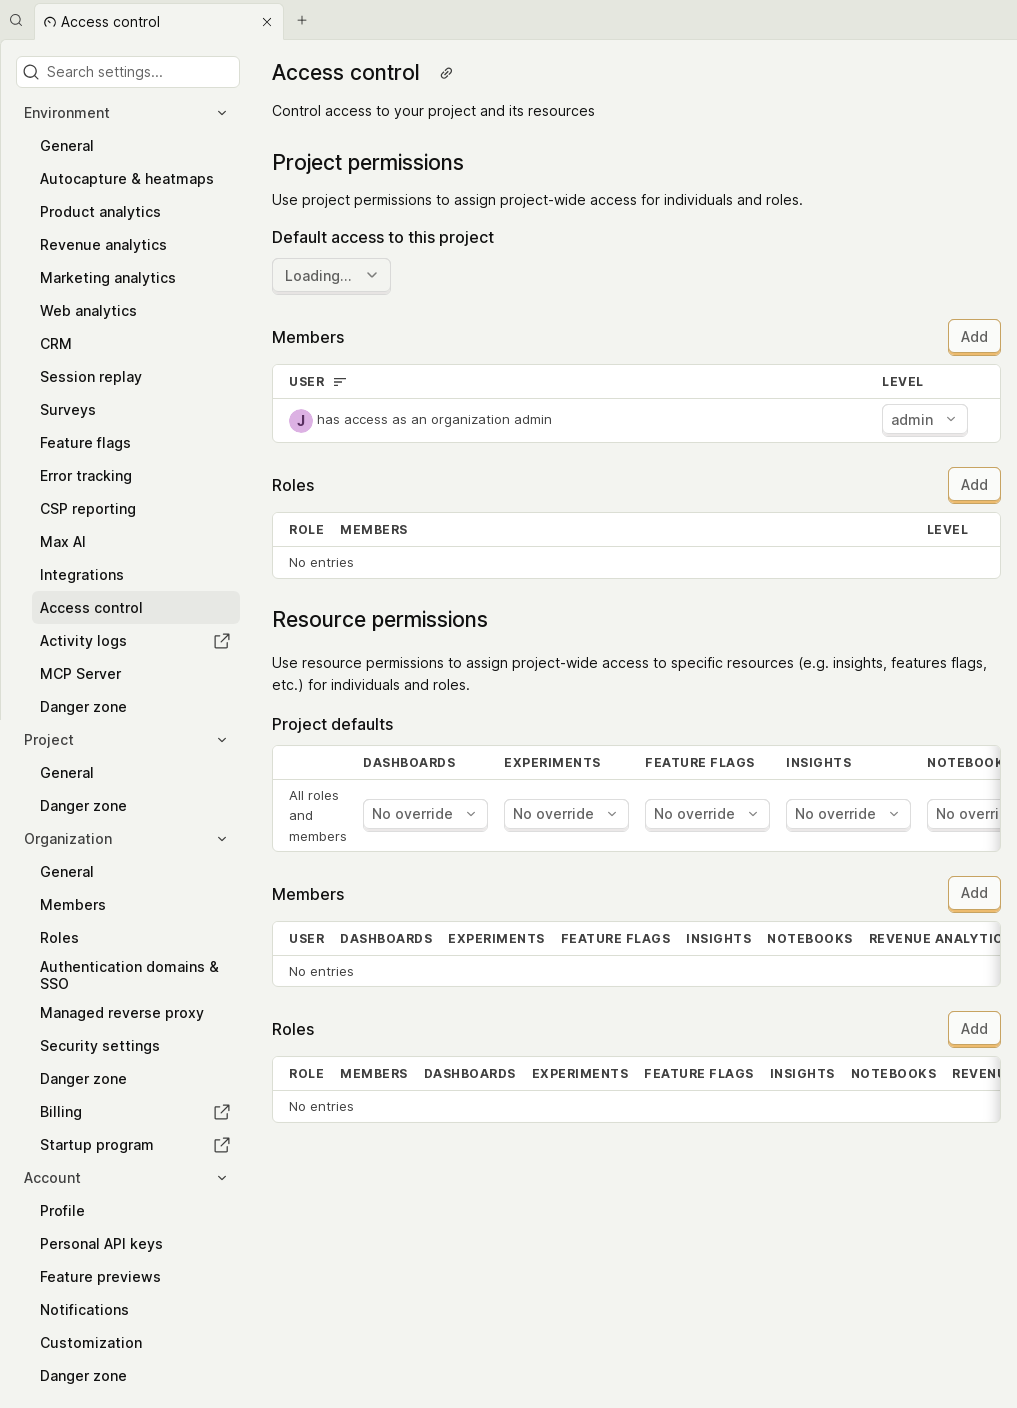 Access control
Search settings...
Environment
General
Autocapture & heatmaps
Product analytics
Revenue analytics
Marketing analytics
Web analytics
CRM
Session replay
Surveys
Feature flags
Error tracking
CSP reporting
Max AI
Integrations
Access control
Activity logs
MCP Server
Danger zone
Project
General
Danger zone
Organization
General
Members
Roles
Authentication domains &
SSO
Managed reverse proxy
Security settings
Danger zone
Billing
Startup program
Account
Profile
Personal API keys
Feature previews
Notifications
Customization
Danger zone
Access control
Control access to your project and its resources
Project permissions
Use project permissions to assign project-wide access for individuals and roles.
Default access to this project
Loading...
Members Add
USER LEVEL
J has access as an organization admin admin
Roles Add
ROLE MEMBERS LEVEL
No entries
Resource permissions
Use resource permissions to assign project-wide access to specific resources (e.g. insights, features flags,
etc.) for individuals and roles.
Project defaults
DASHBOARDS EXPERIMENTS FEATURE FLAGS INSIGHTS NOTEBOOK
All roles
and
members
No override No override No override No override No overri
Members Add
USER DASHBOARDS EXPERIMENTS FEATURE FLAGS INSIGHTS NOTEBOOKS REVENUE ANALYTIC
No entries
Roles Add
ROLE MEMBERS DASHBOARDS EXPERIMENTS FEATURE FLAGS INSIGHTS NOTEBOOKS REVENU
No entries